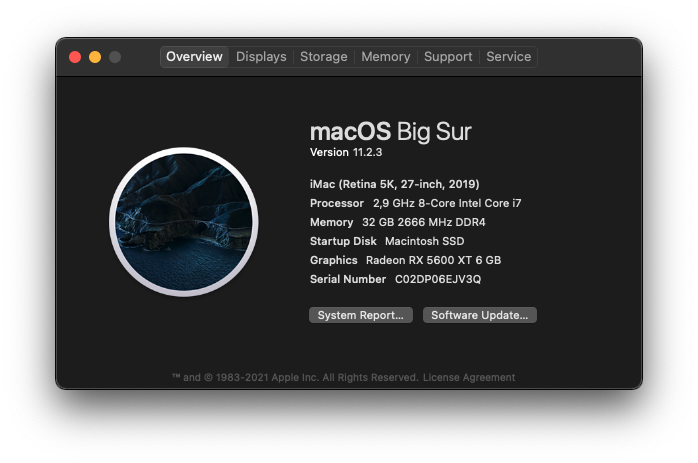 Overview Displays Storage Memory Support Service
macOS Big Sur
Version 11.2.3
iMac (Retina 5K, 27-inch, 2019)
Processor 2,9 GHz 8-Core Intel Core i7
Memory 32 GB 2666 MHz DDR4
Startup Disk Macintosh SSD
Graphics Radeon RX 5600 XT 6 GB
Serial Number C02DP06EJV3Q
System Report... Software Update...
™ and © 1983-2021 Apple Inc. All Rights Reserved. License Agreement